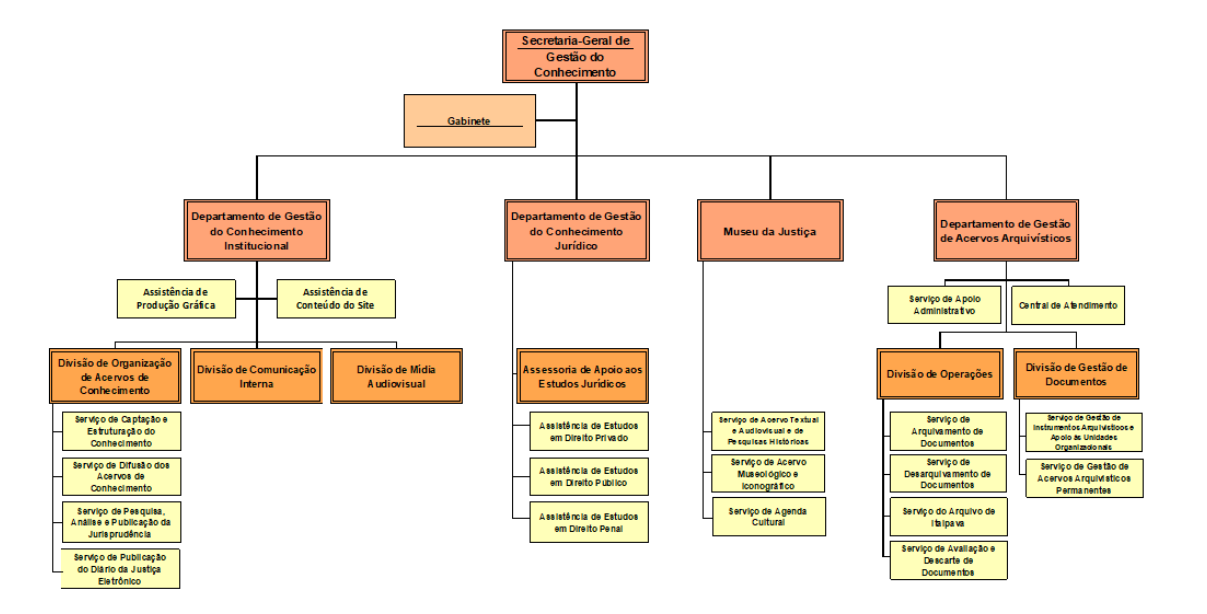 Secretaria-Geral de
Gestão do
Conhecimento
Gabinete
Departamento de Gestão
do Conhecimento
Institucional
Departamento de Gestão
do Conhecimento
Jurídico
Museu da Justiça
Departamento de Gestão
de Acervos Arquivísticos
Assistência de
Produção Gráfica
Assistência de
Conteúdo do Site
Serviço de Apoio
Administrativo
Central de Atendimento
Divisão de Organização
de Acervos de
Conhecimento
Divisão de Comunicação
Interna
Divisão de Mídia
Audiovisual
Assessoria de Apoio aos
Estudos Jurídicos
Divisão de Operações
Divisão de Gestão de
Documentos
Serviço de Captação e
Estruturação do
Conhecimento
Serviço de Difusão dos
Acervos de
Conhecimento
Serviço de Pesquisa,
Análise e Publicação da
Jurisprudência
Serviço de Publicação
do Diário da Justiça
Eletrônico
Assistência de Estudos
em Direito Privado
Assistência de Estudos
em Direito Público
Assistência de Estudos
em Direito Penal
Serviço de Acervo Textual
e Audiovisual e de
Pesquisas Históricas
Serviço de Acervo
Museológico e
Iconográfico
Serviço de Agenda
Cultural
Serviço de
Arquivamento de
Documentos
Serviço de
Desarquivamento de
Documentos
Serviço do Arquivo de
Itaipava
Serviço de Avaliação e
Descarte de
Documentos
Serviço de Gestão de
Instrumentos Arquivísticos e
Apoio às Unidades
Organizacionais
Serviço de Gestão de
Acervos Arquivísticos
Permanentes